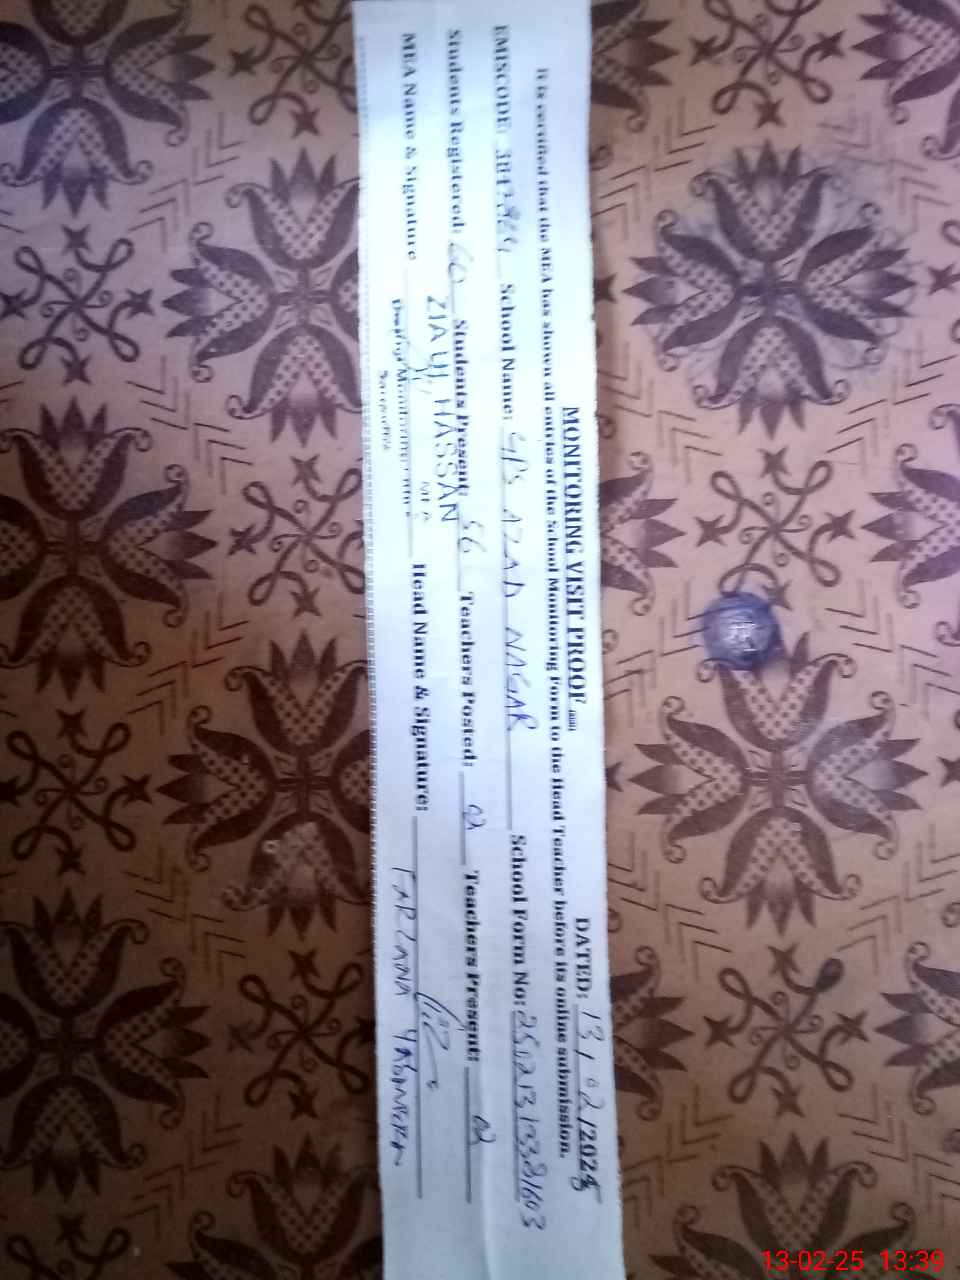 MONITORING VISIT PROOF DATED: 13/02/2025
It is certified that the MEA has shown all entries of the School Monitoring Form to the Head Teacher before its online submission.
EMISCODE: School Name: GPS AZAD NAGAR School Form No:
Students Registered: 60 Students Present: 56 Teachers Posted: 02 Teachers Present: 02
MEA Name & Signature ZIA UL HASSAN Head Name & Signature: FARZANA
MEA
Sargodha
13-02-25 13:39